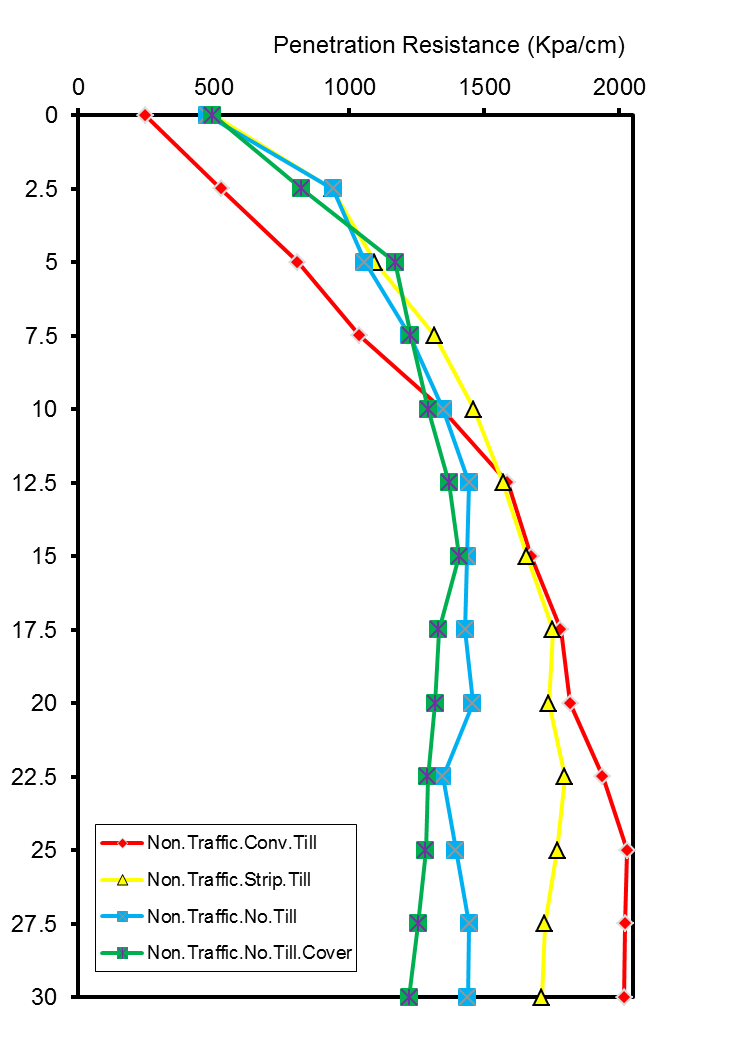 Penetration Resistance (Kpa/cm)
0 500 1000 1500 2000
0
2.5
5
7.5
10
12.5
15
17.5
20
22.5
25
27.5
30
Non.Traffic.Conv.Till
Non.Traffic.Strip.Till
Non.Traffic.No.Till
Non.Traffic.No.Till.Cover